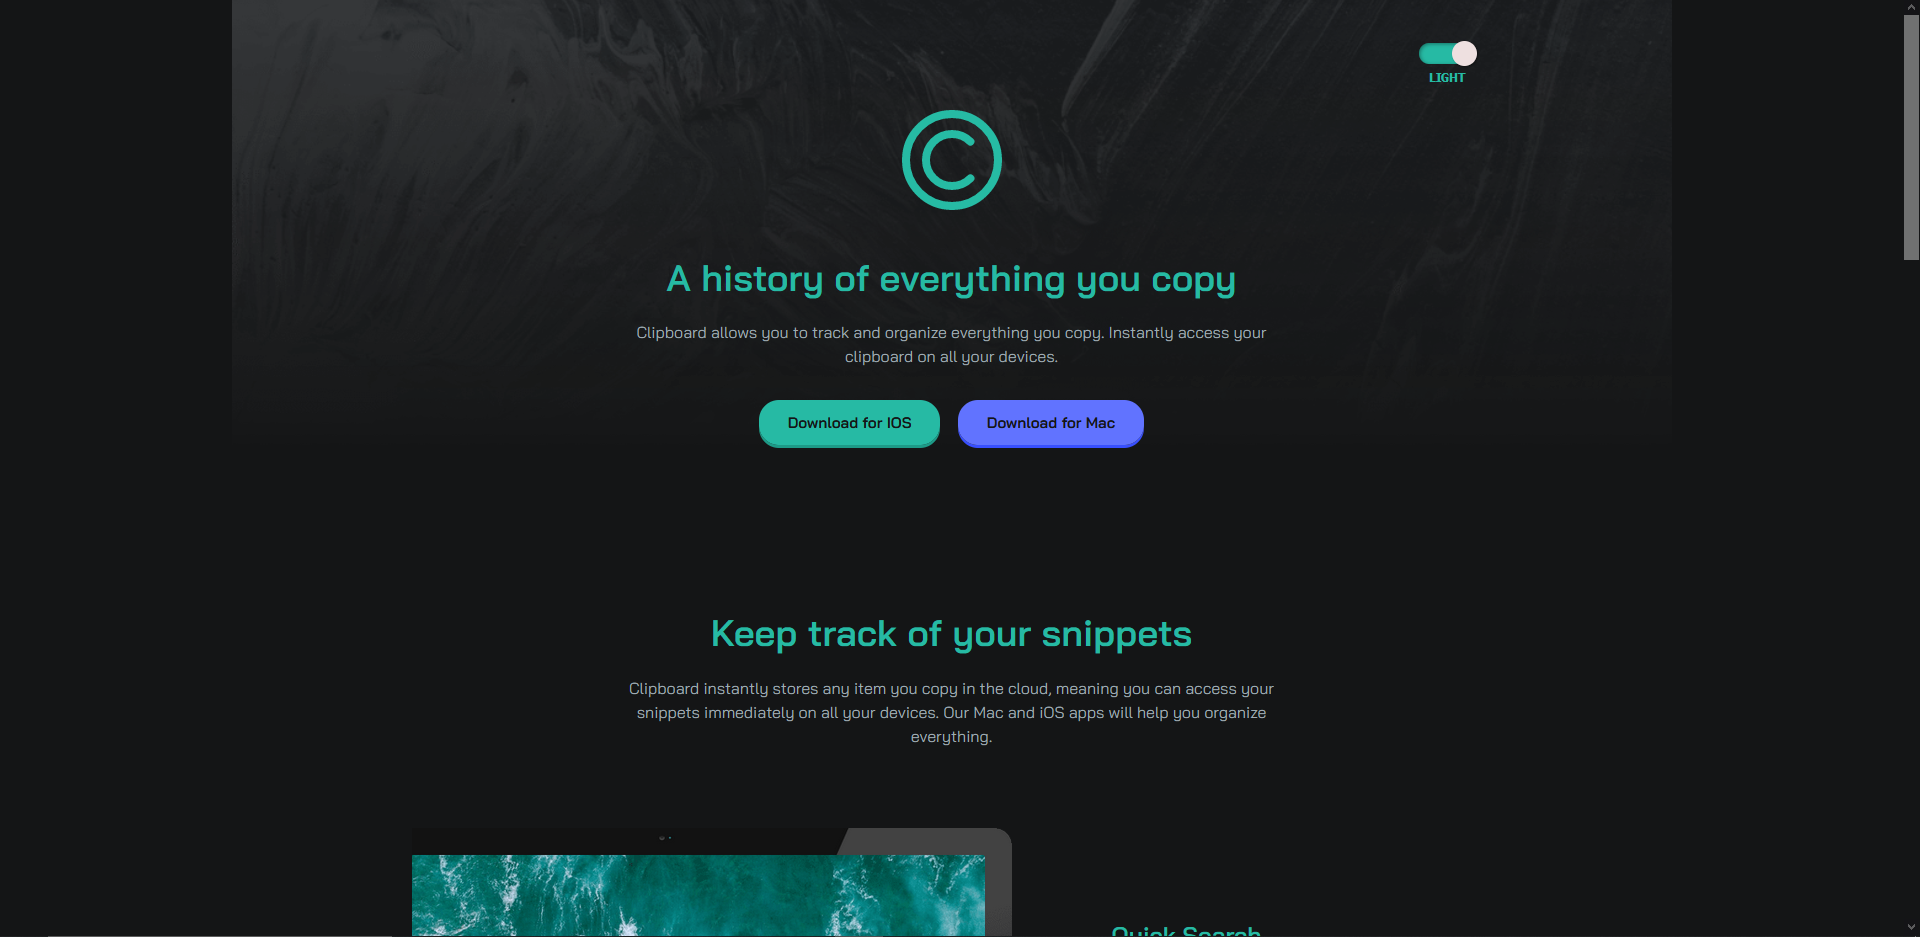 LIGHT
A history of everything you copy
Clipboard allows you to track and organize everything you copy. Instantly access your
clipboard on all your devices.
Download for IOS
Download for Mac
Keep track of your snippets
Clipboard instantly stores any item you copy in the cloud, meaning you can access your
snippets immediately on all your devices. Our Mac and iOS apps will help you organize
everything.
Quick Search